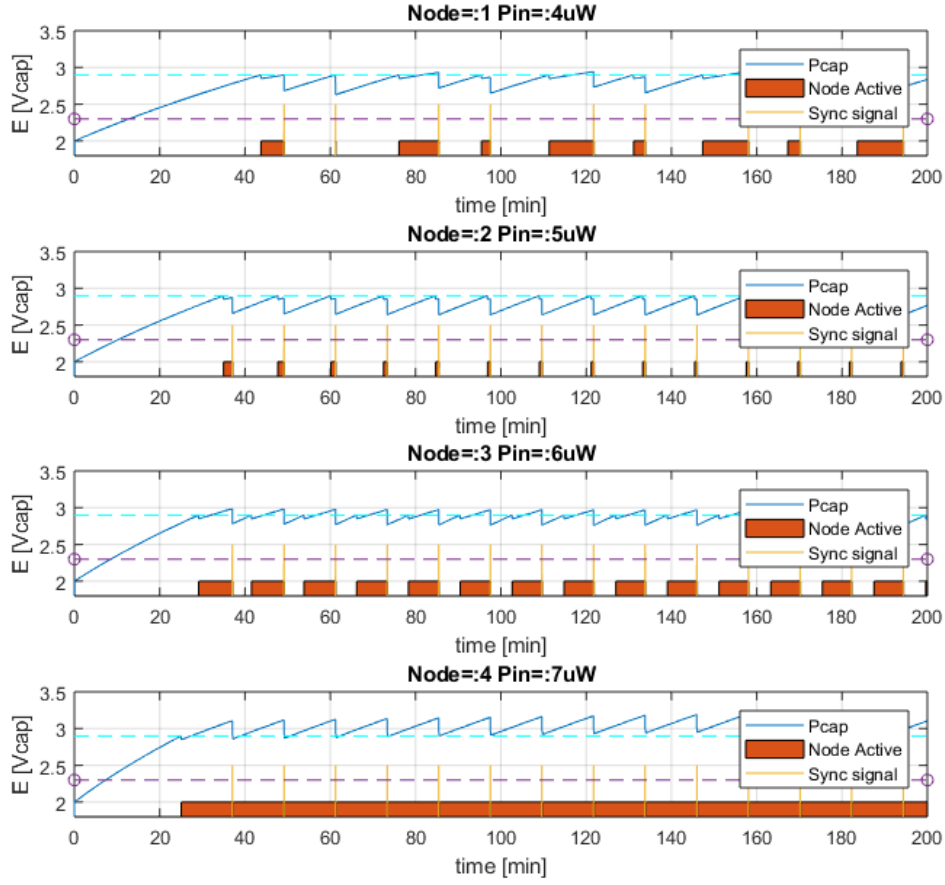 Node=:1 Pin=:4uW
E [Vcap]
3.5
3
2.5
2
Pcap
Node Active
Sync signal
0 20 40 60 80 100 120 140 160 180 200
time [min]
Node=:2 Pin=:5uW
E [Vcap]
3.5
3
2.5
2
Pcap
Node Active
Sync signal
0 20 40 60 80 100 120 140 160 180 200
time [min]
Node=:3 Pin=:6uW
E [Vcap]
3.5
3
2.5
2
Pcap
Node Active
Sync signal
0 20 40 60 80 100 120 140 160 180 200
time [min]
Node=:4 Pin=:7uW
E [Vcap]
3.5
3
2.5
2
Pcap
Node Active
Sync signal
0 20 40 60 80 100 120 140 160 180 200
time [min]